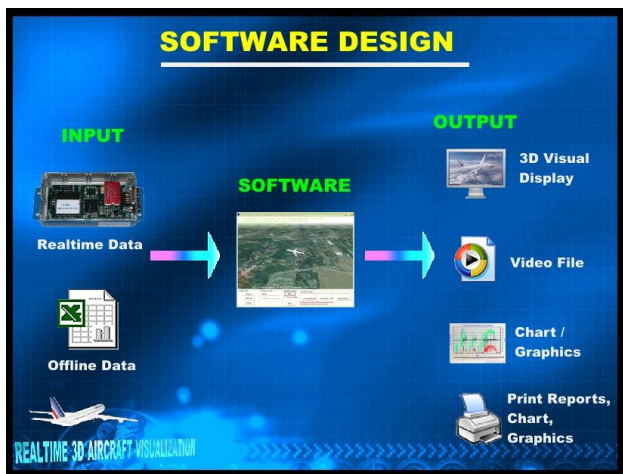 SOFTWARE DESIGN
INPUT
Realtime Data
Offline Data
SOFTWARE
OUTPUT
3D Visual
Display
Video File
Chart /
Graphics
Print Reports,
Chart,
Graphics
REALTIME 3D AIRCRAFT VISUALIZATION